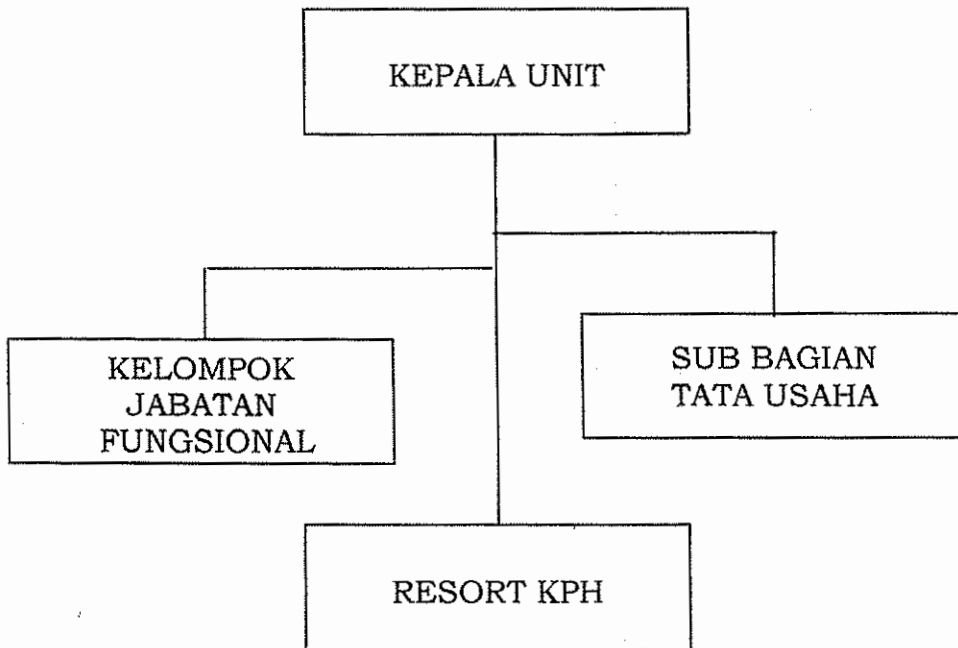 KEPALA UNIT
KELOMPOK
JABATAN
FUNGSIONAL
SUB BAGIAN
TATA USAHA
RESORT KPH